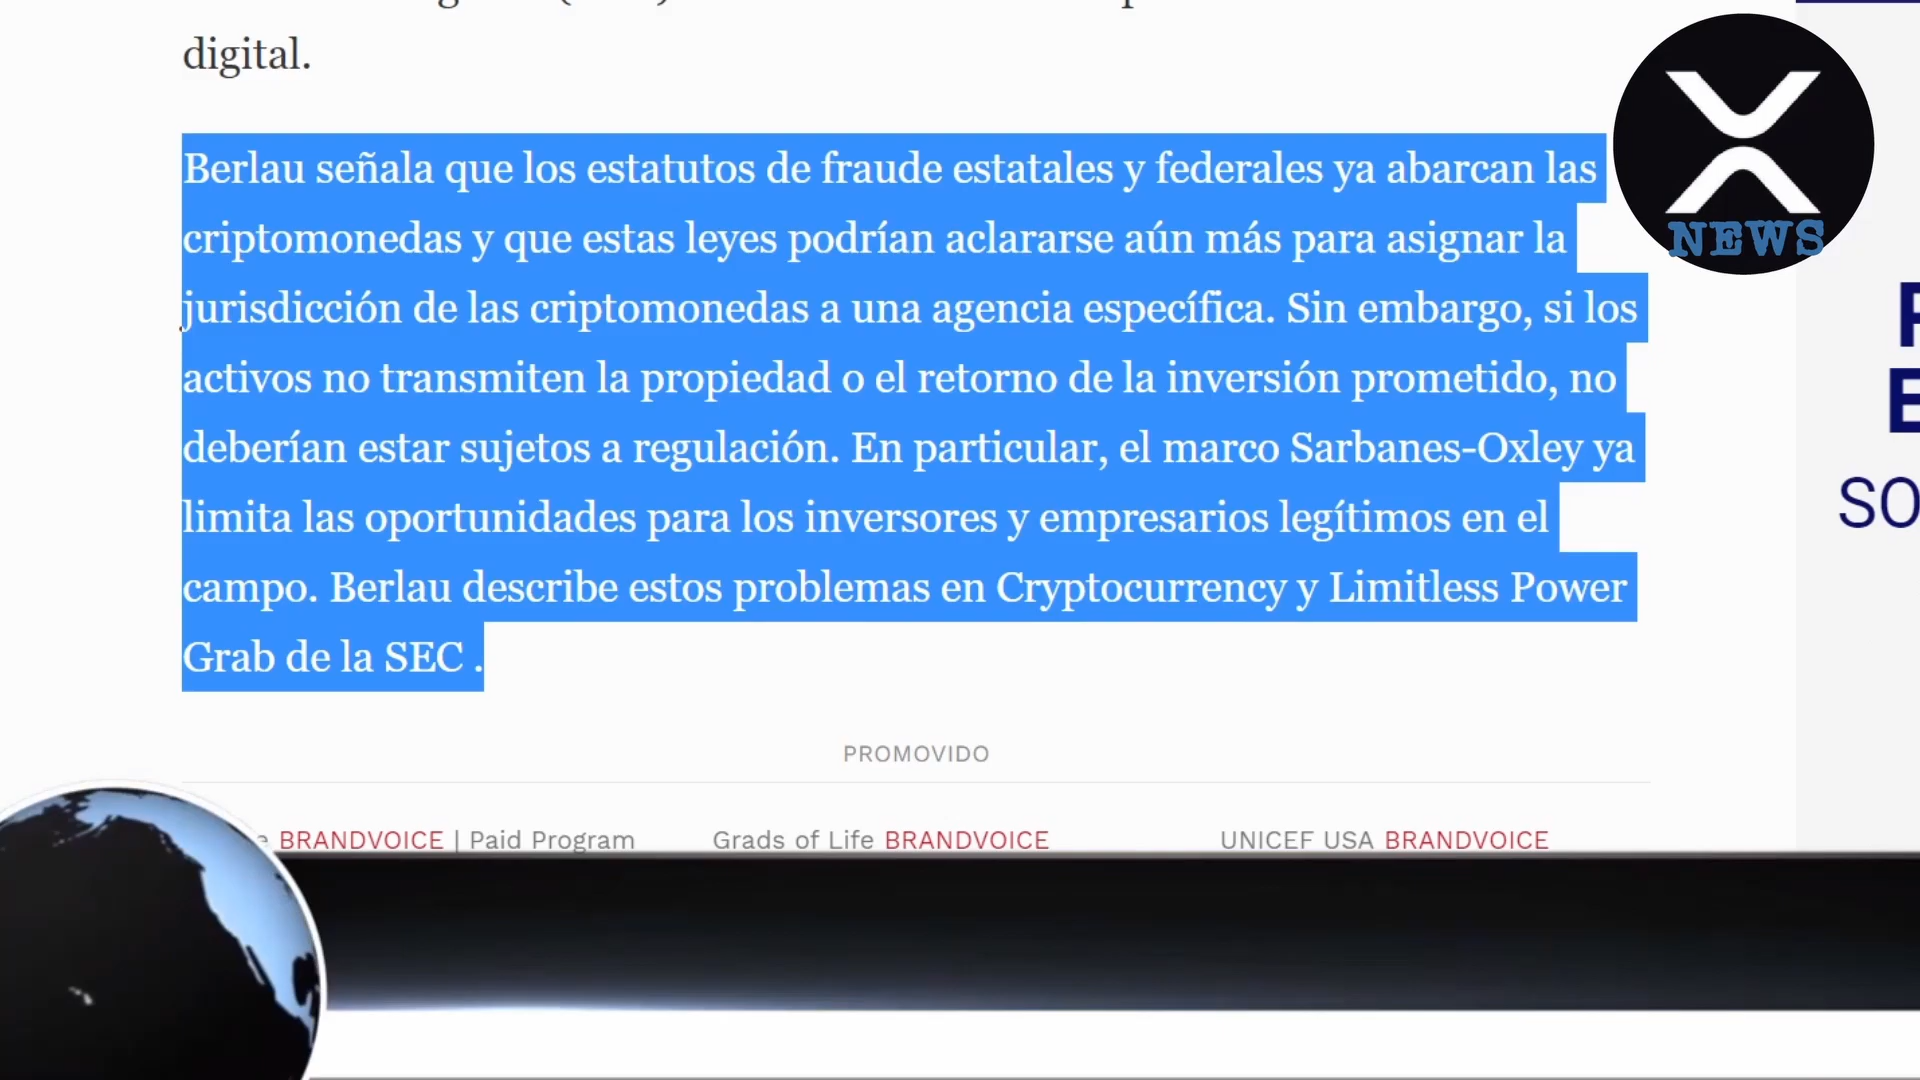 digital.
Berlau señala que los estatutos de fraude estatales y federales ya abarcan las
criptomonedas y que estas leyes podrían aclararse aún más para asignar la
jurisdicción de las criptomonedas a una agencia específica. Sin embargo, si los
activos no transmiten la propiedad o el retorno de la inversión prometido, no
deberían estar sujetos a regulación. En particular, el marco Sarbanes-Oxley ya
limita las oportunidades para los inversores y empresarios legítimos en el
campo. Berlau describe estos problemas en Cryptocurrency y Limitless Power
Grab de la SEC .
NEWS
PROMOVIDO
BRANDVOICE | Paid Program
Grads of Life BRANDVOICE
UNICEF USA BRANDVOICE
SO